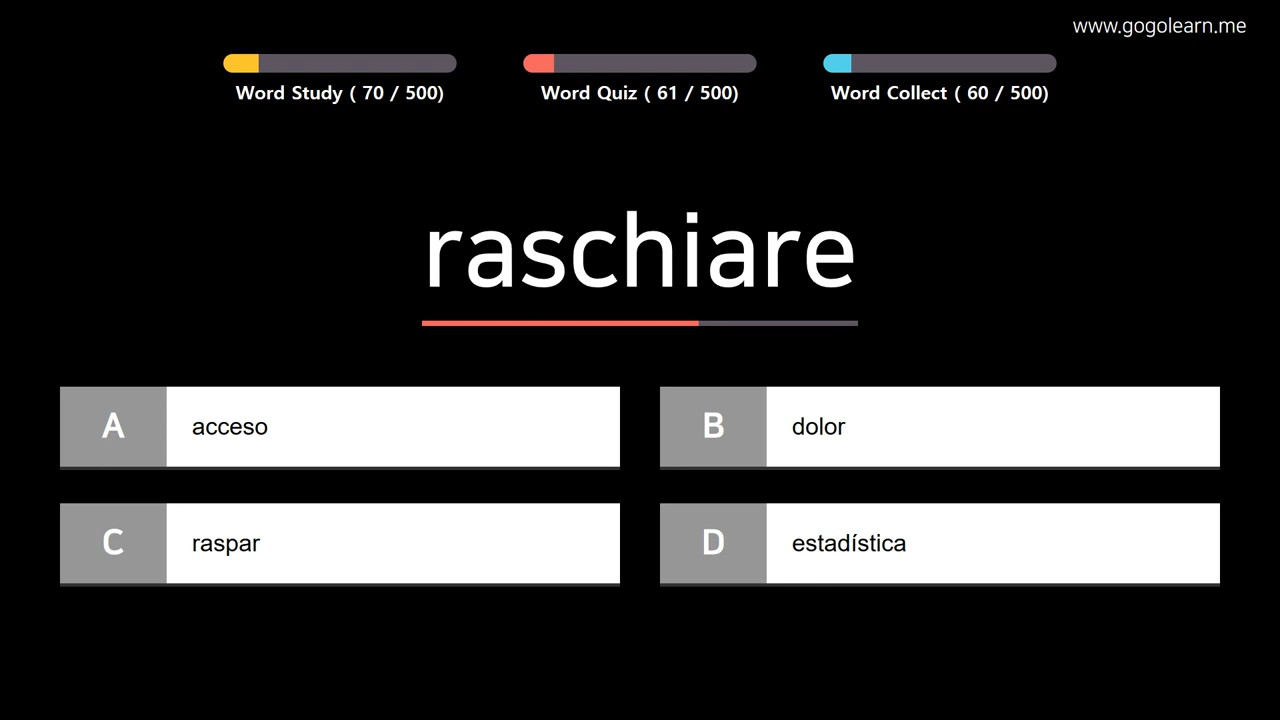 www.gogolearn.me
Word Study ( 70 / 500)
Word Quiz ( 61 / 500)
Word Collect ( 60 / 500)
raschiare
A acceso
B dolor
C raspar
D estadística